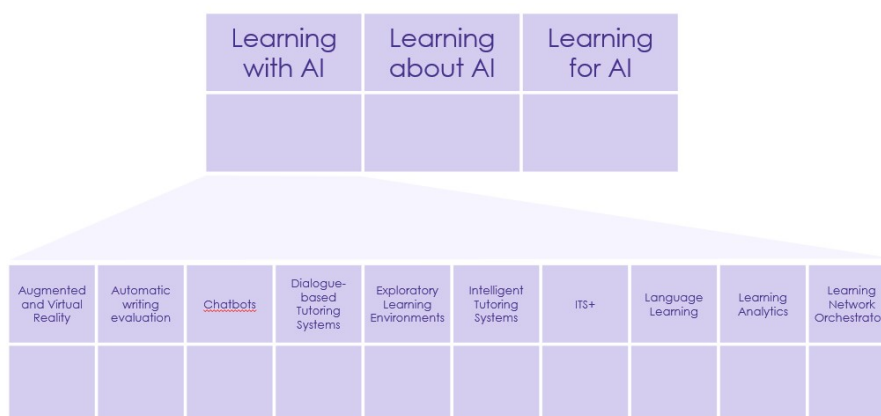 Learning
with AI
Learning
about AI
Learning
for AI
Augmented
and Virtual
Reality
Automatic
writing
evaluation
Chatbots
Dialogue-
based
Tutoring
Systems
Exploratory
Learning
Environments
Intelligent
Tutoring
Systems
ITS+
Language
Learning
Learning
Analytics
Learning
Network
Orchestrato